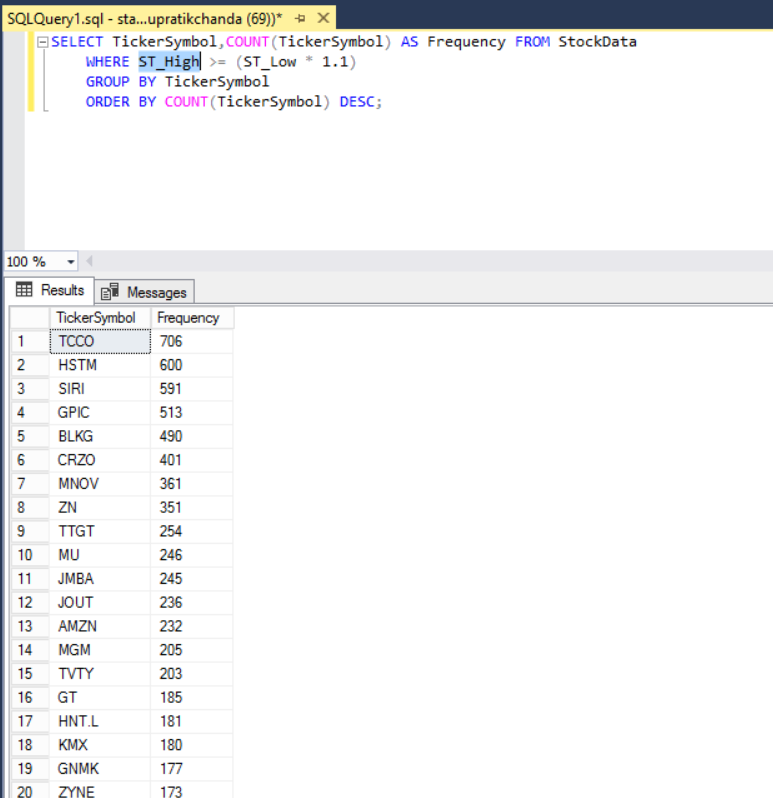 SQLQuery1.sql - sta...upratikchanda (69))*
SELECT TickerSymbol,COUNT(TickerSymbol) AS Frequency FROM StockData
WHERE ST_High >= (ST_Low * 1.1)
GROUP BY TickerSymbol
ORDER BY COUNT(TickerSymbol) DESC;
100 %
Results Messages
TickerSymbol Frequency
1 TCCO 706
2 HSTM 600
3 SIRI 591
4 GPIC 513
5 BLKG 490
6 CRZO 401
7 MNOV 361
8 ZN 351
9 TTGT 254
10 MU 246
11 JMBA 245
12 JOUT 236
13 AMZN 232
14 MGM 205
15 TVTY 203
16 GT 185
17 HNT.L 181
18 KMX 180
19 GNMK 177
20 ZYNE 173